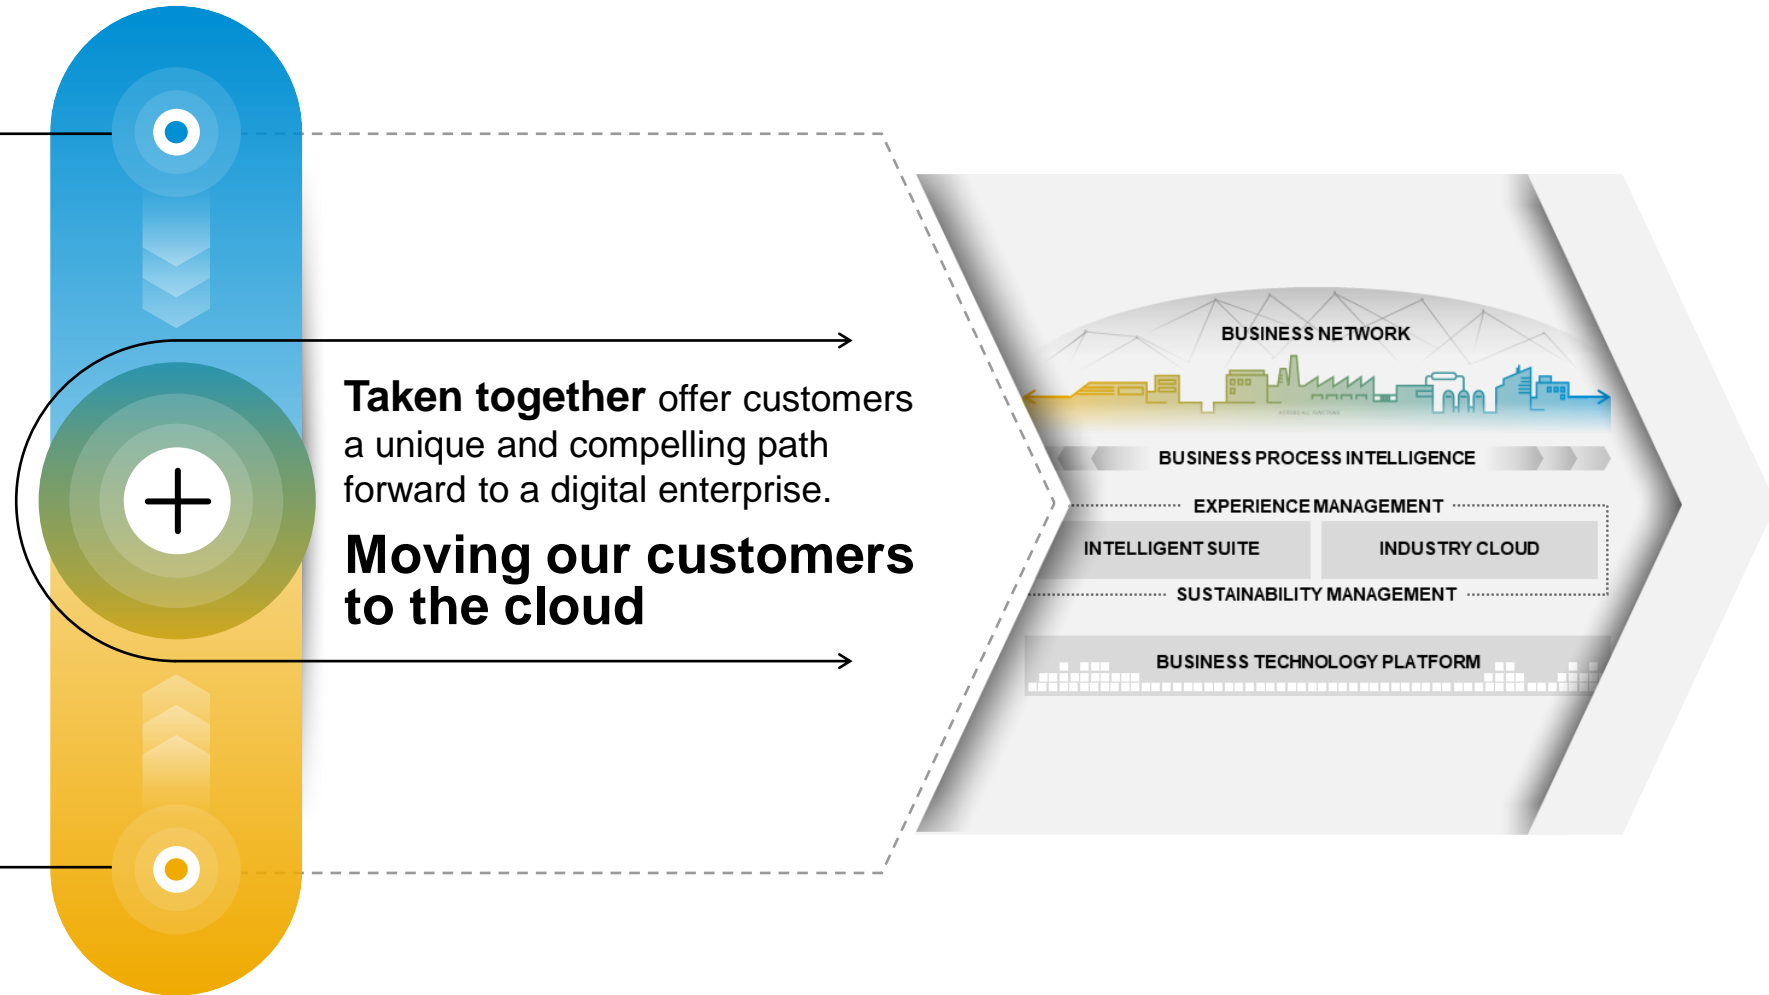 Taken together offer customers
a unique and compelling path
forward to a digital enterprise.
Moving our customers
to the cloud
BUSINESS NETWORK
BUSINESS PROCESS INTELLIGENCE
EXPERIENCE MANAGEMENT
INTELLIGENT SUITE
INDUSTRY CLOUD
SUSTAINABILITY MANAGEMENT
BUSINESS TECHNOLOGY PLATFORM